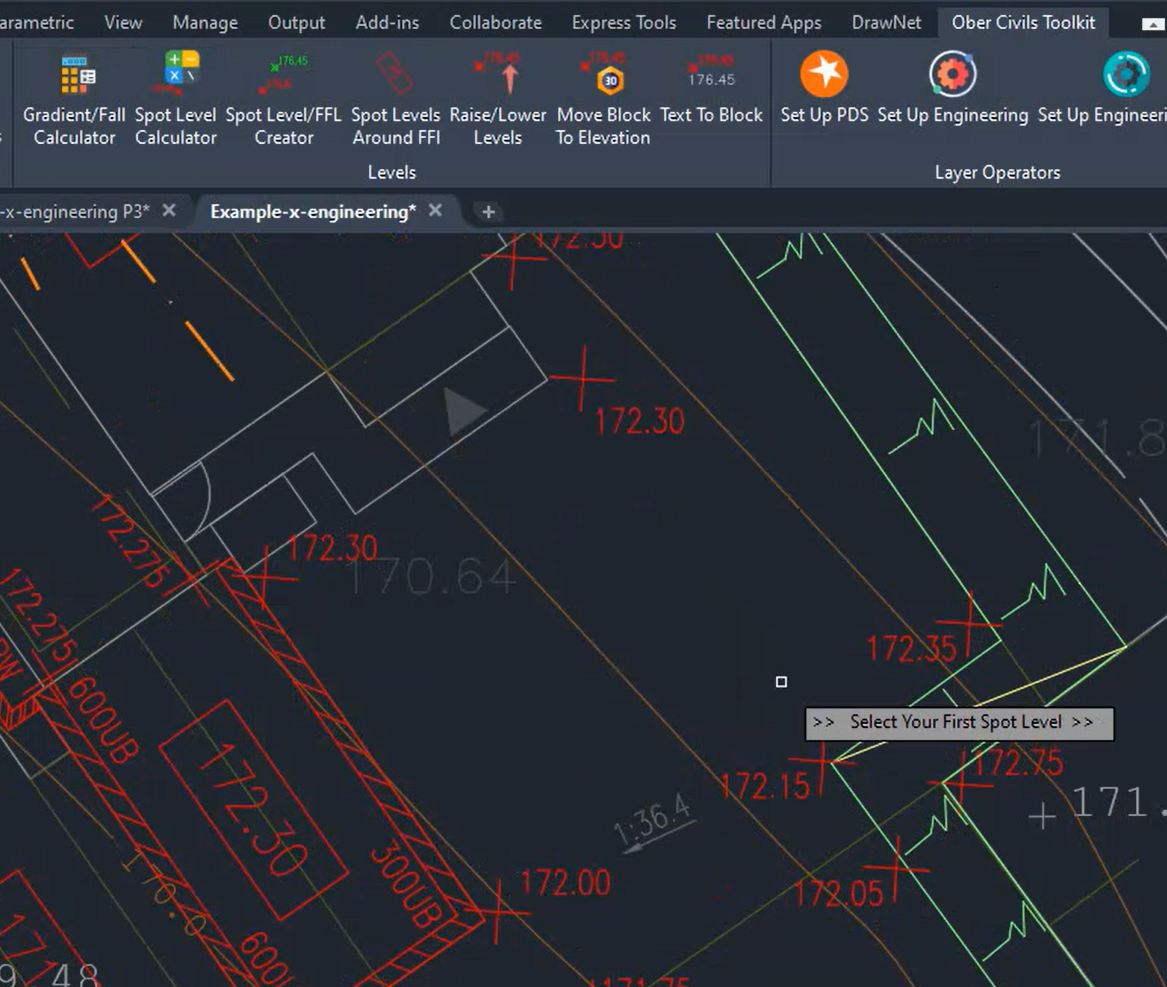 arametric View Manage Output Add-ins Collaborate Express Tools Featured Apps DrawNet Ober Civils Toolkit
176.45
30
176.45
Gradient/Fall Calculator
Spot Level Calculator
Spot Level/FFL Creator
Spot Levels Around FFl
Raise/Lower Levels
Move Block To Elevation
Text To Block
Set Up PDS
Set Up Engineering
Set Up Engineeri
Levels
Layer Operators
-x-engineering P3*
Example-x-engineering*
172.30
172.30
171.8
172.275
172.30
170.64
172.275
172.35
600UB
>> Select Your First Spot Level >>
172.30
172.15
172.75
171.
1:36.4
300UB
172.00
172.05
170.0
600U
9.48
171.75